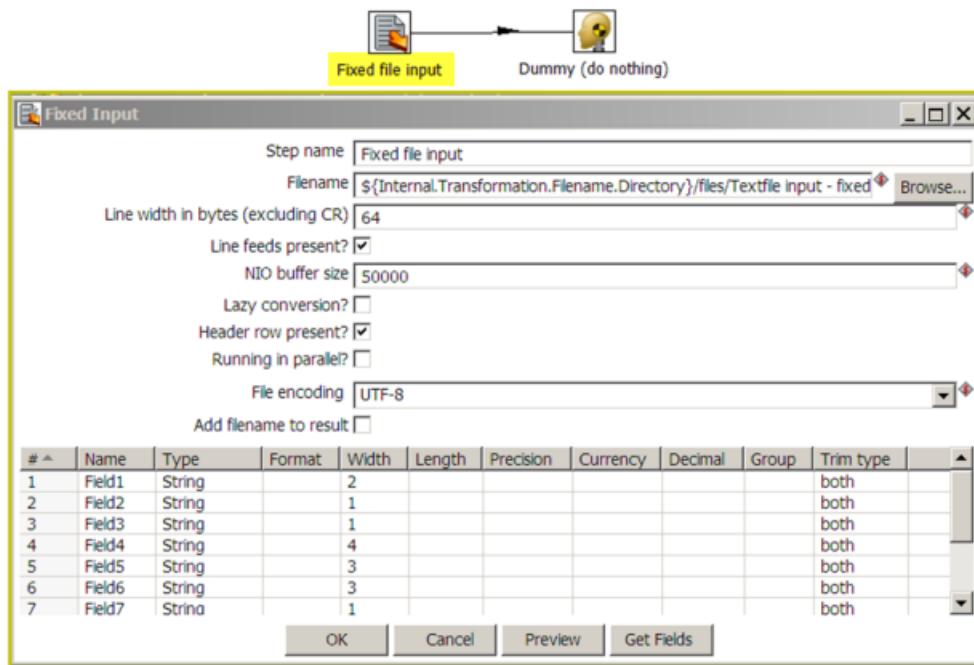 Fixed file input
Dummy (do nothing)
Fixed Input
Step name Fixed file input
Filename ${Internal.Transformation.Filename.Directory}/files/Textfile input - fixed Browse...
Line width in bytes (excluding CR) 64
Line feeds present?
NIO buffer size 50000
Lazy conversion?
Header row present?
Running in parallel?
File encoding UTF-8
Add filename to result
# Name Type Format Width Length Precision Currency Decimal Group Trim type
1 Field1 String 2 both
2 Field2 String 1 both
3 Field3 String 1 both
4 Field4 String 4 both
5 Field5 String 3 both
6 Field6 String 3 both
7 Field7 String 1 both
OK Cancel Preview Get Fields